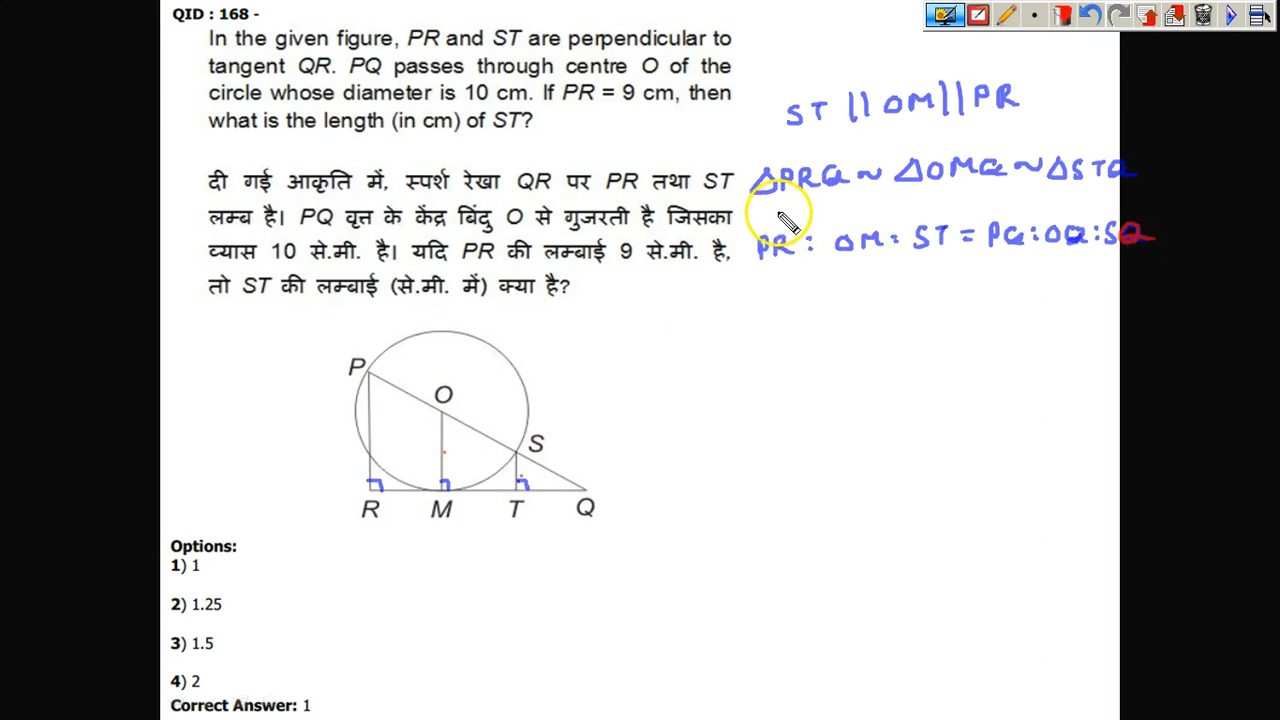 QID : 168 -
In the given figure, PR and ST are perpendicular to
tangent QR. PQ passes through centre O of the
circle whose diameter is 10 cm. If PR = 9 cm, then
what is the length (in cm) of ST?
दी गई आकृति में, स्पर्श रेखा QR पर PR तथा ST
लम्ब है। PQ वृत्त के केंद्र बिंदु O से गुजरती है जिसका
व्यास 10 से.मी. है। यदि PR की लम्बाई 9 से.मी. है,
तो ST की लम्बाई (से.मी. में) क्या है?
ST || OM || PR
△PRQ ~ △OMQ ~ △STQ
PR : OM : ST = PQ : OQ : SQ
P
O
S
R M T Q
Options:
1) 1
2) 1.25
3) 1.5
4) 2
Correct Answer: 1